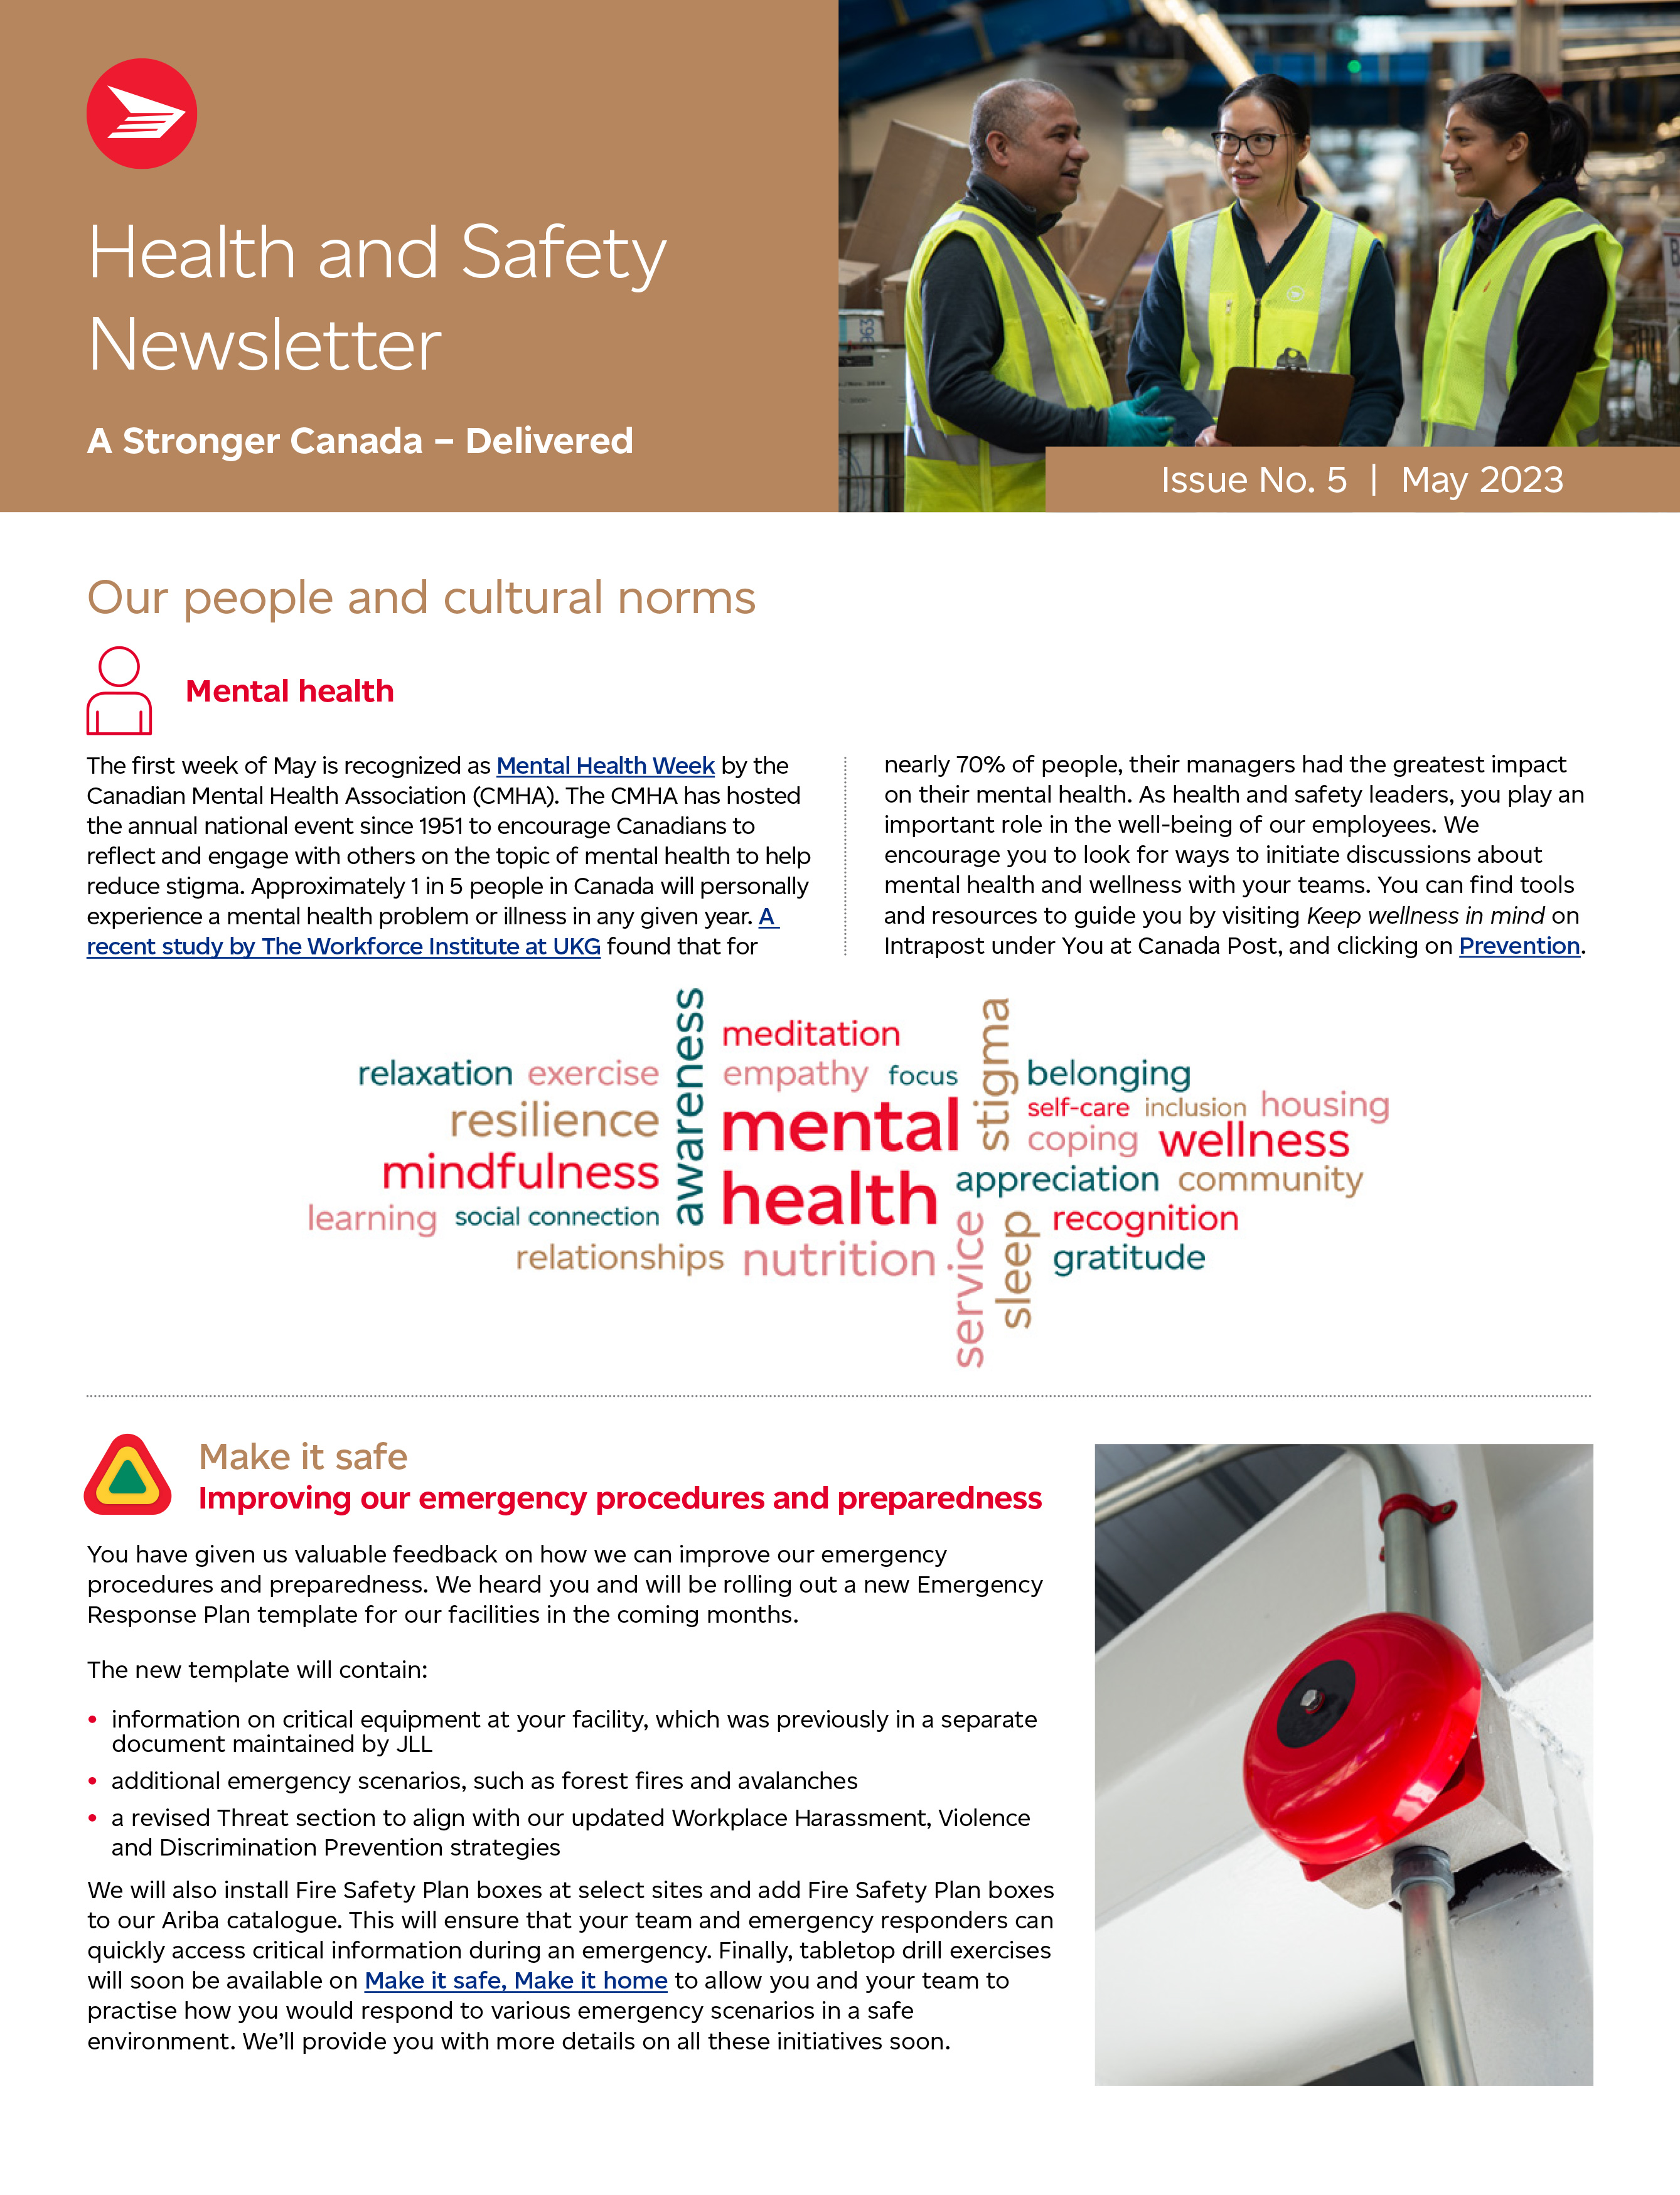 Health and Safety
Newsletter
A Stronger Canada – Delivered
Issue No. 5 | May 2023
Our people and cultural norms
Mental health
The first week of May is recognized as Mental Health Week by the
Canadian Mental Health Association (CMHA). The CMHA has hosted
the annual national event since 1951 to encourage Canadians to
reflect and engage with others on the topic of mental health to help
reduce stigma. Approximately 1 in 5 people in Canada will personally
experience a mental health problem or illness in any given year. A
recent study by The Workforce Institute at UKG found that for
nearly 70% of people, their managers had the greatest impact
on their mental health. As health and safety leaders, you play an
important role in the well-being of our employees. We
encourage you to look for ways to initiate discussions about
mental health and wellness with your teams. You can find tools
and resources to guide you by visiting Keep wellness in mind on
Intrapost under You at Canada Post, and clicking on Prevention.
awareness
meditation
stigma
relaxation exercise
empathy focus
belonging
resilience
mental
self-care inclusion housing
coping wellness
mindfulness
health
appreciation community
learning social connection
service
sleep
recognition
relationships nutrition
gratitude
Make it safe
Improving our emergency procedures and preparedness
You have given us valuable feedback on how we can improve our emergency
procedures and preparedness. We heard you and will be rolling out a new Emergency
Response Plan template for our facilities in the coming months.
The new template will contain:
• information on critical equipment at your facility, which was previously in a separate
document maintained by JLL
• additional emergency scenarios, such as forest fires and avalanches
• a revised Threat section to align with our updated Workplace Harassment, Violence
and Discrimination Prevention strategies
We will also install Fire Safety Plan boxes at select sites and add Fire Safety Plan boxes
to our Ariba catalogue. This will ensure that your team and emergency responders can
quickly access critical information during an emergency. Finally, tabletop drill exercises
will soon be available on Make it safe, Make it home to allow you and your team to
practise how you would respond to various emergency scenarios in a safe
environment. We'll provide you with more details on all these initiatives soon.